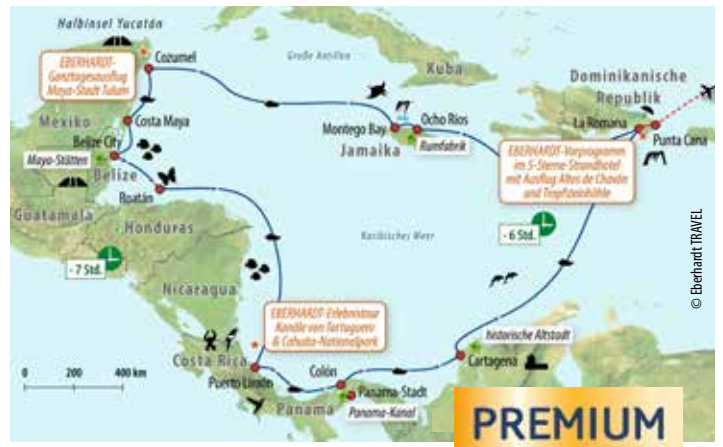 Halbinsel Yucatán
EBERHARDT-
Ganztagesausflug
Maya-Stadt Tulum
Cozumel
Große Antillen
Kuba
Dominikanische
Republik
Mexiko
Costa Maya
Belize City
Maya-Stätten
Belize
Roatán
Montego Bay
Ocho Rios
Jamaika
Rumfabrik
La Romana
Punta Cana
EBERHARDT-Vorprogramm
im 5-Sterne-Strandhotel
mit Ausflug Altos de Chavón
und Tropfsteinhöhle
Guatamala
Honduras
Karibisches Meer
- 6 Std.
- 7 Std.
Nicaragua
EBERHARDT-Erlebnistour
Kanäle von Tortuguero
& Cahuita-Nationalpark
historische Altstadt
Cartagena
Costa Rica
Puerto Limón
Colón
Panama-Stadt
Panama
Panama-Kanal
0 200 400 km
© Eberhardt TRAVEL
PREMIUM